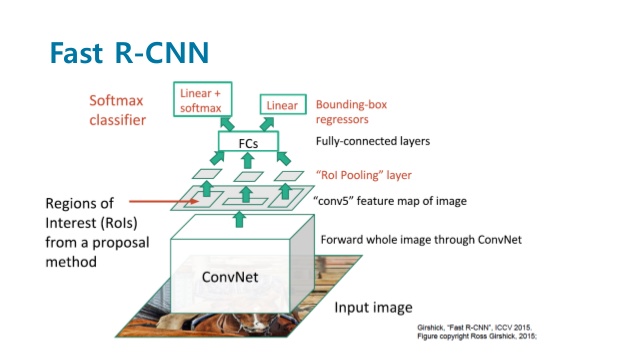 Fast R-CNN
Softmax
classifier
Linear +
softmax
Linear
Bounding-box
regressors
FCs
Fully-connected layers
"RoI Pooling" layer
Regions of
Interest (RoIs)
from a proposal
method
"conv5" feature map of image
Forward whole image through ConvNet
ConvNet
Input image
Girshick, "Fast R-CNN", ICCV 2015.
Figure copyright Ross Girshick, 2015;